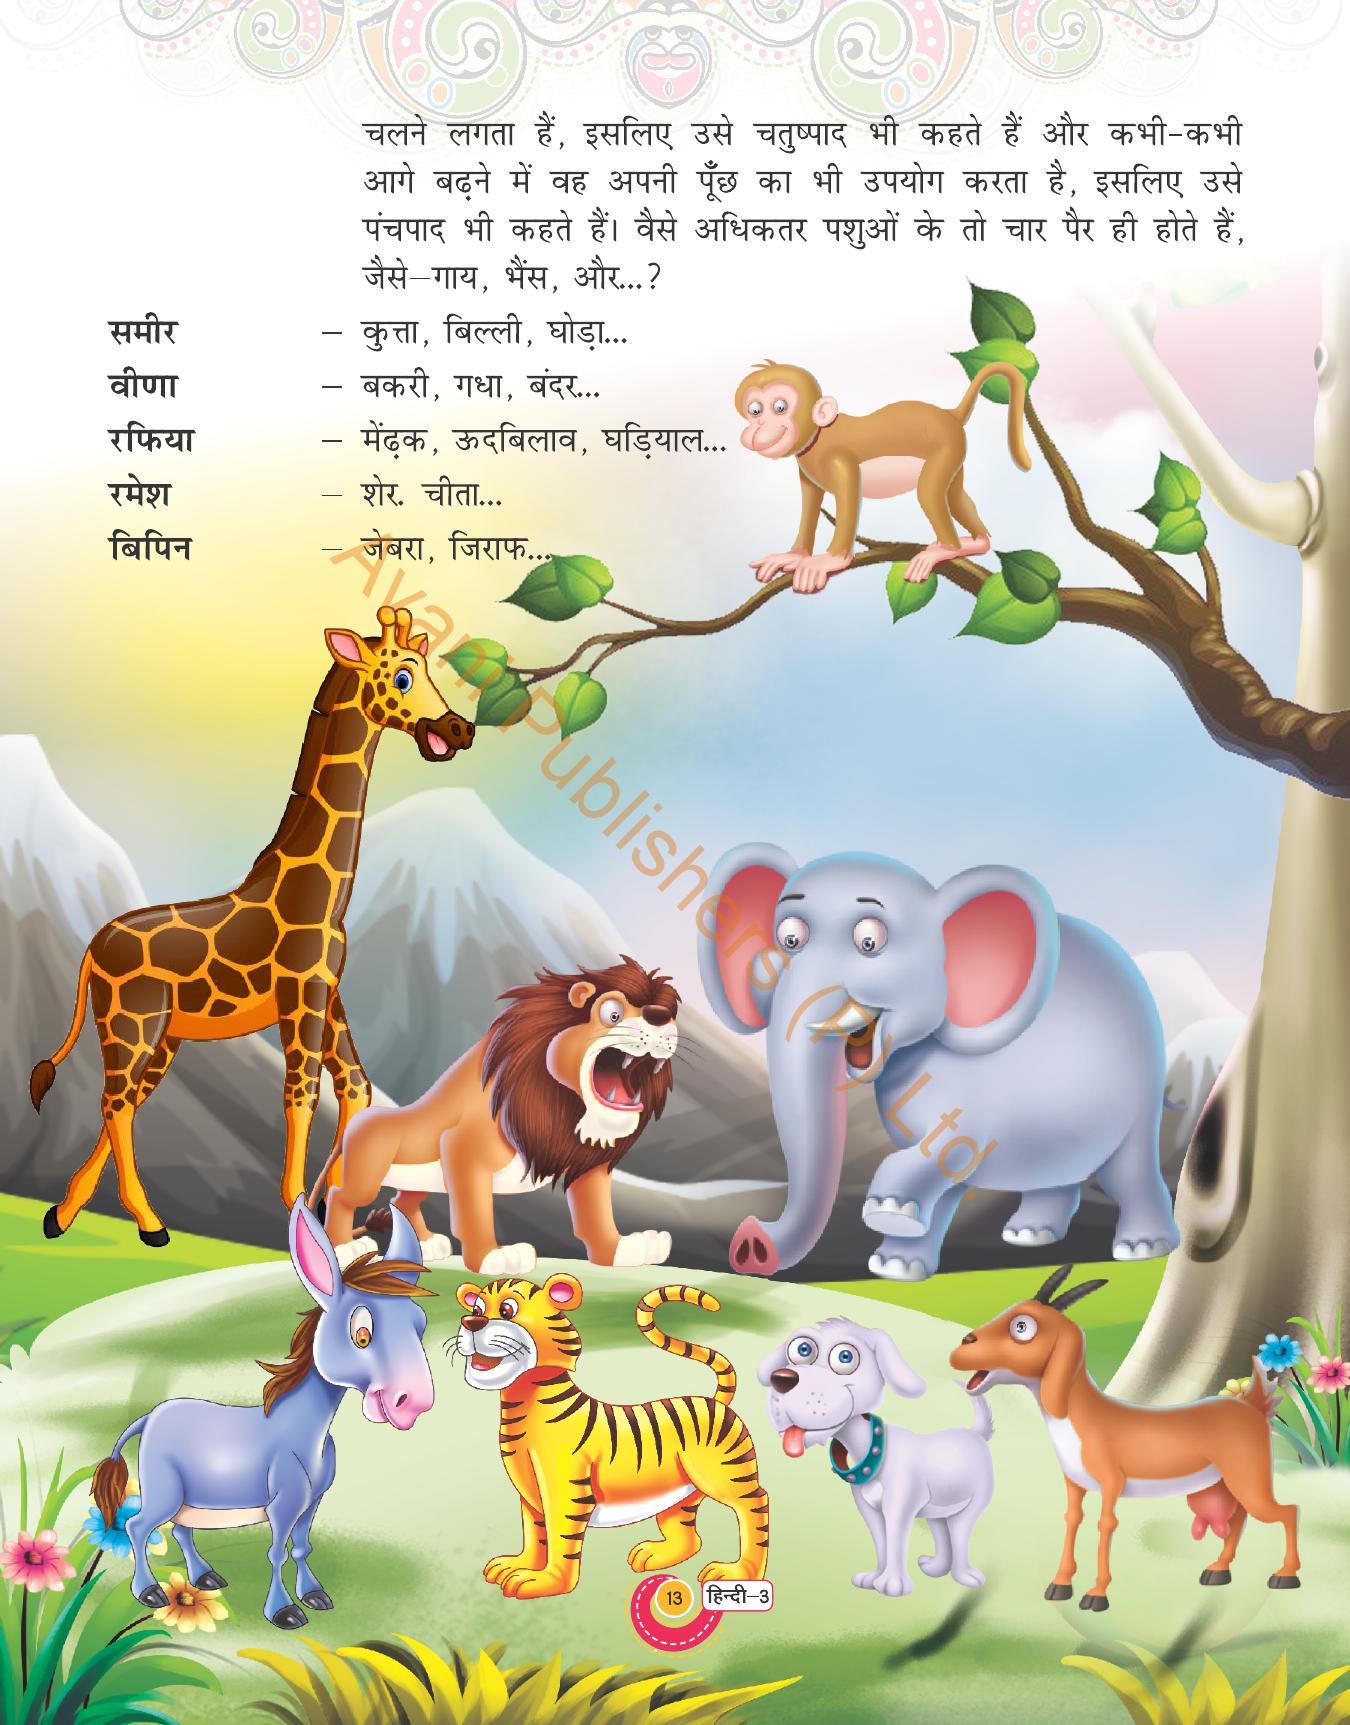 चलने लगता हैं, इसलिए उसे चतुष्पाद भी कहते हैं और कभी-कभी
आगे बढ़ने में वह अपनी पूँछ का भी उपयोग करता है, इसलिए उसे
पंचपाद भी कहते हैं। वैसे अधिकतर पशुओं के तो चार पैर ही होते हैं,
जैसे—गाय, भैंस, और...?
समीर – कुत्ता, बिल्ली, घोड़ा...
वीणा – बकरी, गधा, बंदर...
रफिया – मेंढ़क, ऊदबिलाव, घड़ियाल...
रमेश – शेर. चीता...
बिपिन – जेबरा, जिराफ...
Avani Publishers (P) Ltd.
13 हिन्दी–3